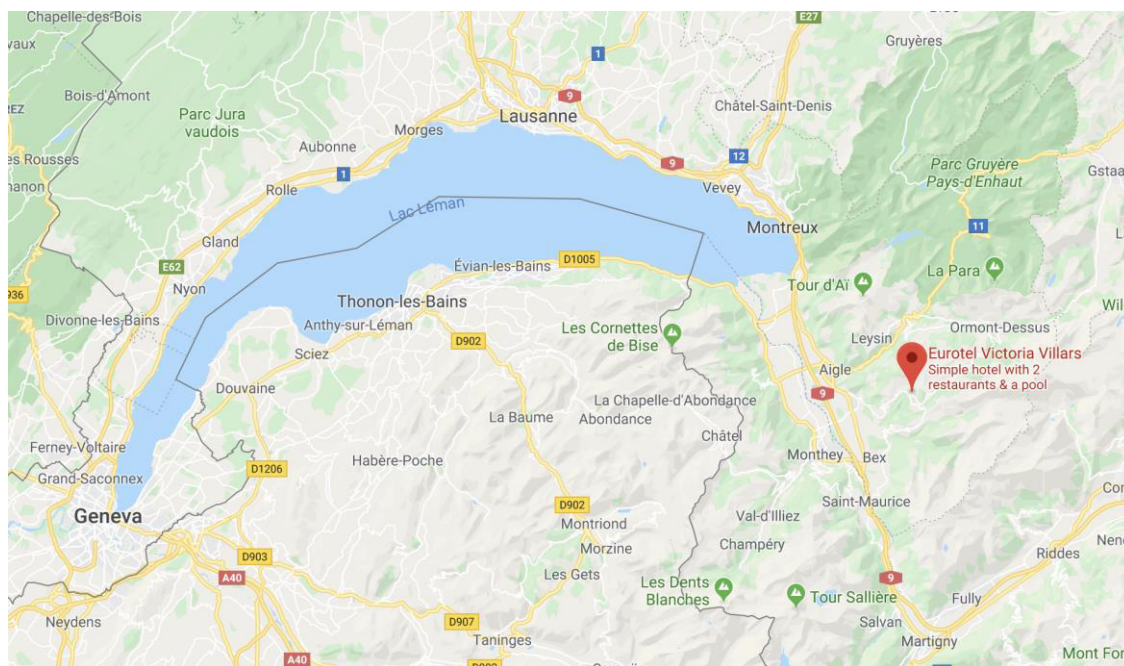 Chapelle-des-Bois
E27
Gruyères
Bois-d'Amont
Parc Jura
vaudois
1
9
Lausanne
Châtel-Saint-Denis
Morges
Aubonne
1
9
12
Parc Gruyère
Pays-d'Enhaut
es Rousses
Rolle
Vevey
Gstaa
Lac Léman
11
Gland
Montreux
E62
Évian-les-Bains
D1005
La Para
Nyon
Tour d'Aï
Thonon-les-Bains
936
Divonne-les-Bains
Anthy-sur-Léman
Les Cornettes
de Bise
Ormont-Dessus
Leysin
D902
Sciez
Eurotel Victoria Villars
Simple hotel with 2
restaurants & a pool
Douvaine
Aigle
9
La Chapelle-d'Abondance
La Baume
Abondance
Châtel
Ferney-Voltaire
Habère-Poche
Monthey
Bex
Grand-Saconnex
D1206
D902
Saint-Maurice
Geneva
Montriond
Val-d'Illiez
Champéry
Morzine
Riddes
D903
A40
Les Gets
Les Dents
Blanches
9
Tour Sallière
Fully
Neydens
D907
Salvan
Taninges
Martigny
A40